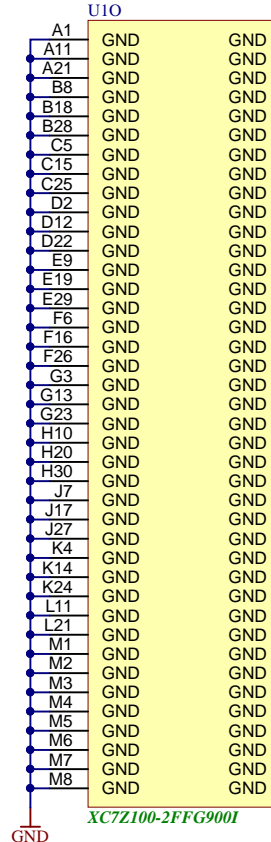 U1O
A1 GND GND
A11 GND GND
A21 GND GND
B8 GND GND
B18 GND GND
B28 GND GND
C5 GND GND
C15 GND GND
C25 GND GND
D2 GND GND
D12 GND GND
D22 GND GND
E9 GND GND
E19 GND GND
E29 GND GND
F6 GND GND
F16 GND GND
F26 GND GND
G3 GND GND
G13 GND GND
G23 GND GND
H10 GND GND
H20 GND GND
H30 GND GND
J7 GND GND
J17 GND GND
J27 GND GND
K4 GND GND
K14 GND GND
K24 GND GND
L11 GND GND
L21 GND GND
M1 GND GND
M2 GND GND
M3 GND GND
M4 GND GND
M5 GND GND
M6 GND GND
M7 GND GND
M8 GND GND
XC7Z100-2FFG900I
GND